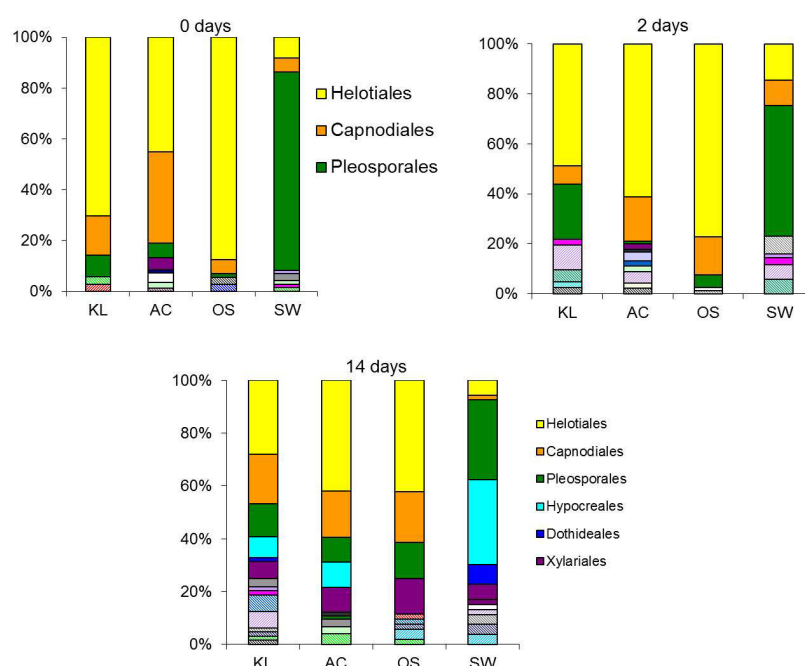 0 days
100%
80%
60%
40%
20%
0%
KL AC OS SW
Helotiales
Capnodiales
Pleosporales
2 days
100%
80%
60%
40%
20%
0%
KL AC OS SW
14 days
100%
80%
60%
40%
20%
0%
KL AC OS SW
Helotiales
Capnodiales
Pleosporales
Hypocreales
Dothideales
Xylariales